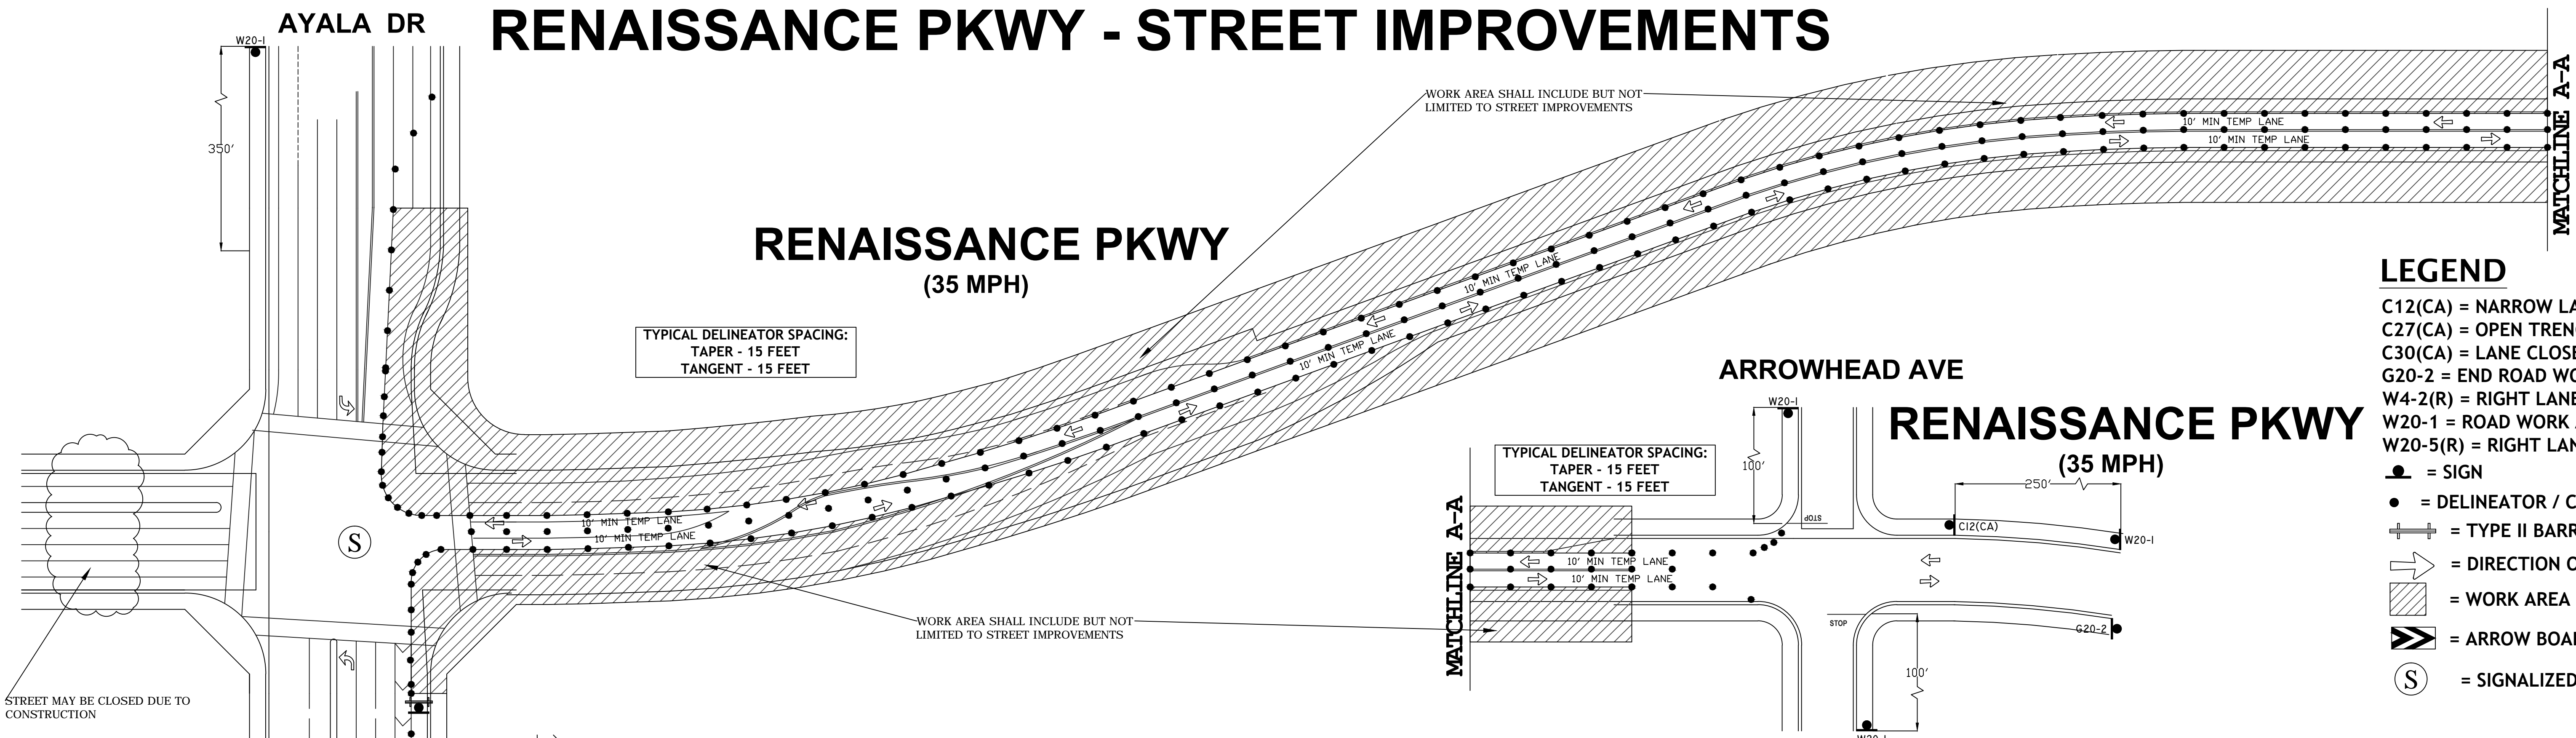 AYALA DR
RENAISSANCE PKWY - STREET IMPROVEMENTS
W20-1
350'
WORK AREA SHALL INCLUDE BUT NOT
LIMITED TO STREET IMPROVEMENTS
10' MIN TEMP LANE
10' MIN TEMP LANE
MATCHLINE A-A
RENAISSANCE PKWY
(35 MPH)
TYPICAL DELINEATOR SPACING:
TAPER - 15 FEET
TANGENT - 15 FEET
10' MIN TEMP LANE
10' MIN TEMP LANE
10' MIN TEMP LANE
10' MIN TEMP LANE
S
WORK AREA SHALL INCLUDE BUT NOT
LIMITED TO STREET IMPROVEMENTS
STREET MAY BE CLOSED DUE TO
CONSTRUCTION
ARROWHEAD AVE
W20-1
RENAISSANCE PKWY
(35 MPH)
TYPICAL DELINEATOR SPACING:
TAPER - 15 FEET
TANGENT - 15 FEET
100'
250'
STOP
C12(CA)
W20-1
MATCHLINE A-A
10' MIN TEMP LANE
10' MIN TEMP LANE
STOP
G20-2
100'
W20-1
LEGEND
C12(CA) = NARROW
C27(CA) = OPEN
C30(CA) = LANE
G20-2 = END ROAD
W4-2(R) = RIGHT LANE
W20-1 = ROAD WORK
W20-5(R) = RIGHT
= SIGN
= DELINEATOR /
= TYPE II
= DIRECTION
= WORK AREA
= ARROW
S = SIGNALIZED